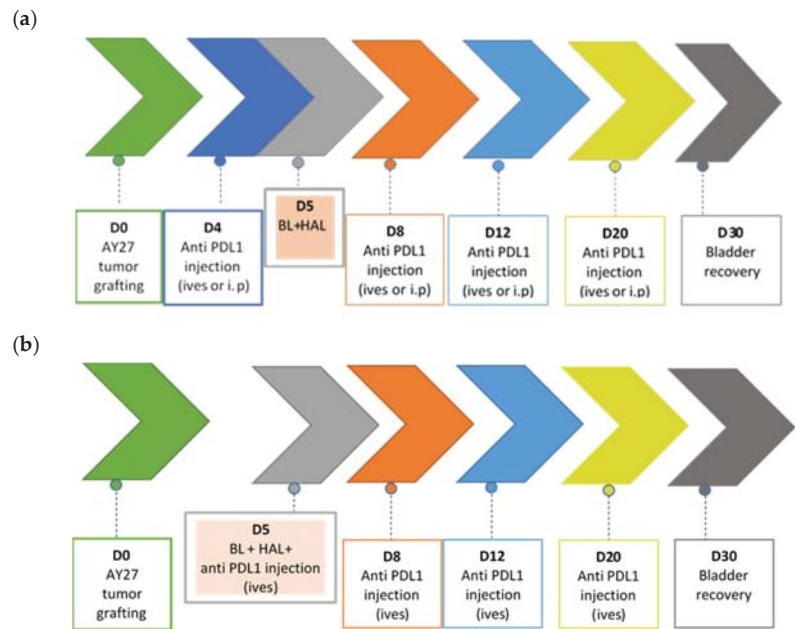 (a)
D0
AY27
tumor
grafting
D4
Anti PDL1
injection
(ives or i.p)
D5
BL+HAL
D8
Anti PDL1
injection
(ives or i.p)
D12
Anti PDL1
injection
(ives or i.p)
D20
Anti PDL1
injection
(ives or i.p)
D30
Bladder
recovery
(b)
D0
AY27
tumor
grafting
D5
BL+ HAL+
anti PDL1 injection
(ives)
D8
Anti PDL1
injection
(ives)
D12
Anti PDL1
injection
(ives)
D20
Anti PDL1
injection
(ives)
D30
Bladder
recovery